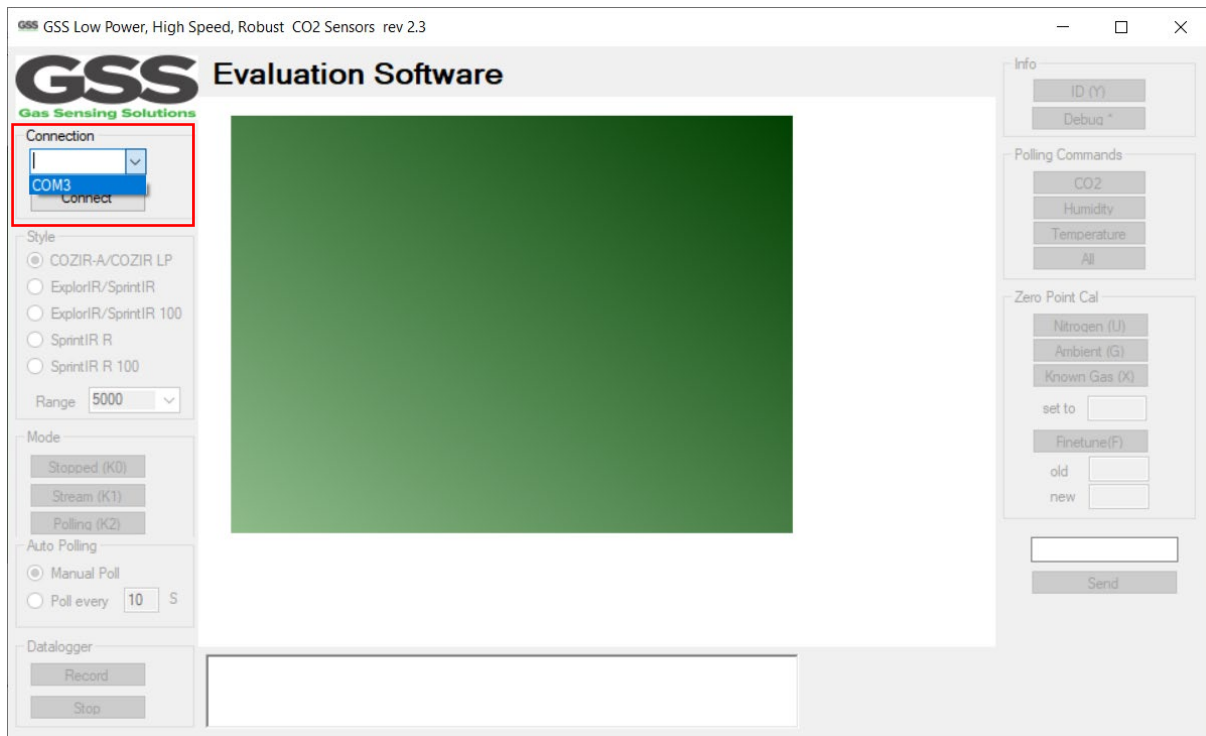 GSS GSS Low Power, High Speed, Robust CO2 Sensors rev 2.3
GSS
Gas Sensing Solutions
Evaluation Software
Connection
COM3
Connect
Style
COZIR-A/COZIR LP
ExplorIR/SprintIR
ExplorIR/SprintIR 100
SprintIR R
SprintIR R 100
Range 5000
Mode
Stopped (K0)
Stream (K1)
Polling (K2)
Auto Polling
Manual Poll
Poll every 10 S
Datalogger
Record
Stop
Info
ID (Y)
Debug *
Polling Commands
CO2
Humidity
Temperature
All
Zero Point Cal
Nitrogen (U)
Ambient (G)
Known Gas (X)
set to
Finetune(F)
old
new
Send